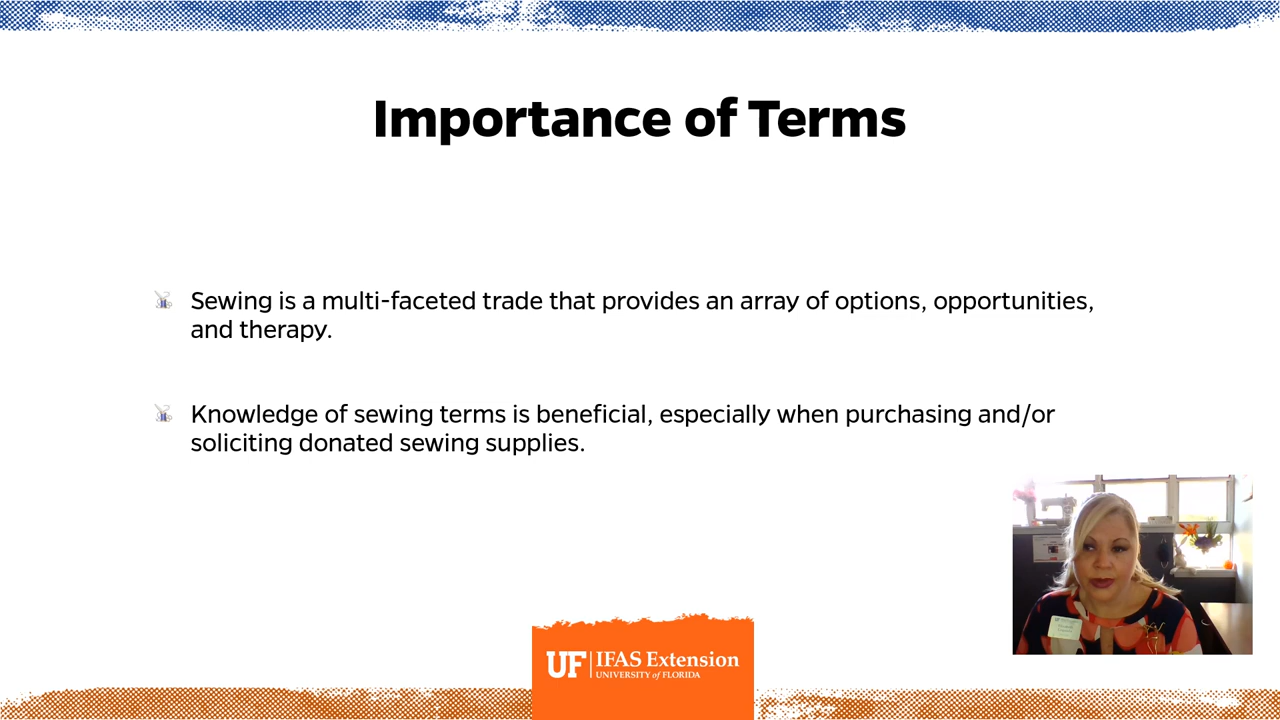 Importance of Terms
Sewing is a multi-faceted trade that provides an array of options, opportunities,
and therapy.
Knowledge of sewing terms is beneficial, especially when purchasing and/or
soliciting donated sewing supplies.
UF IFAS Extension
UNIVERSITY of FLORIDA